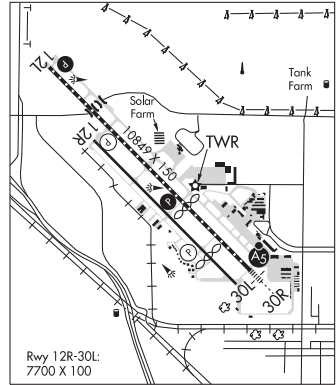 12L
P
Tank
Farm
Solar
Farm
12R
P
10849 X 150
TWR
P
P
A5
30L
30R
Rwy 12R-30L:
7700 X 100